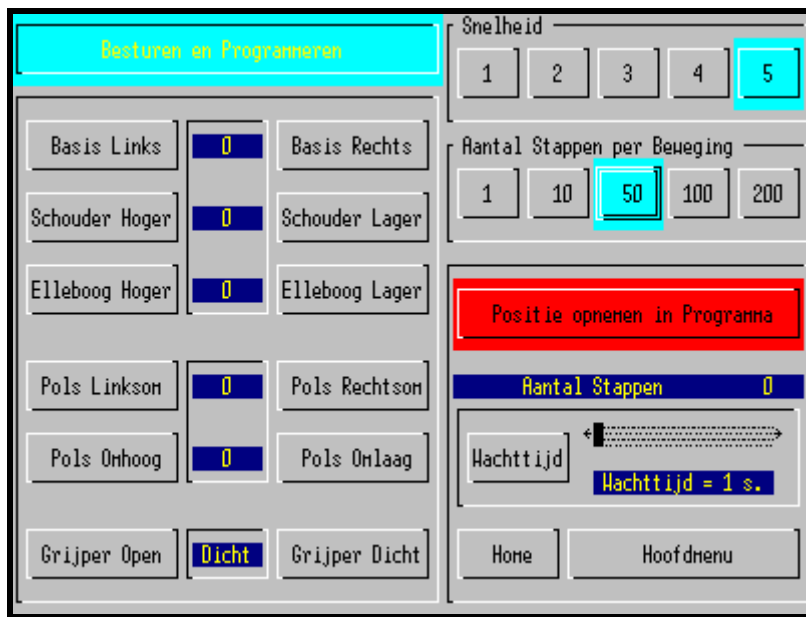 Besturen en Programmeren
Basis Links 0 Basis Rechts
Schouder Hoger 0 Schouder Lager
Elleboog Hoger 0 Elleboog Lager
Pols Linksom 0 Pols Rechtsom
Pols Omhoog 0 Pols Omlaag
Grijper Open Dicht Grijper Dicht
Snelheid
1 2 3 4 5
Aantal Stappen per Beweging
1 10 50 100 200
Positie opnemen in Programma
Aantal Stappen 0
Wachttijd
Wachttijd = 1 s.
Home Hoofdmenu